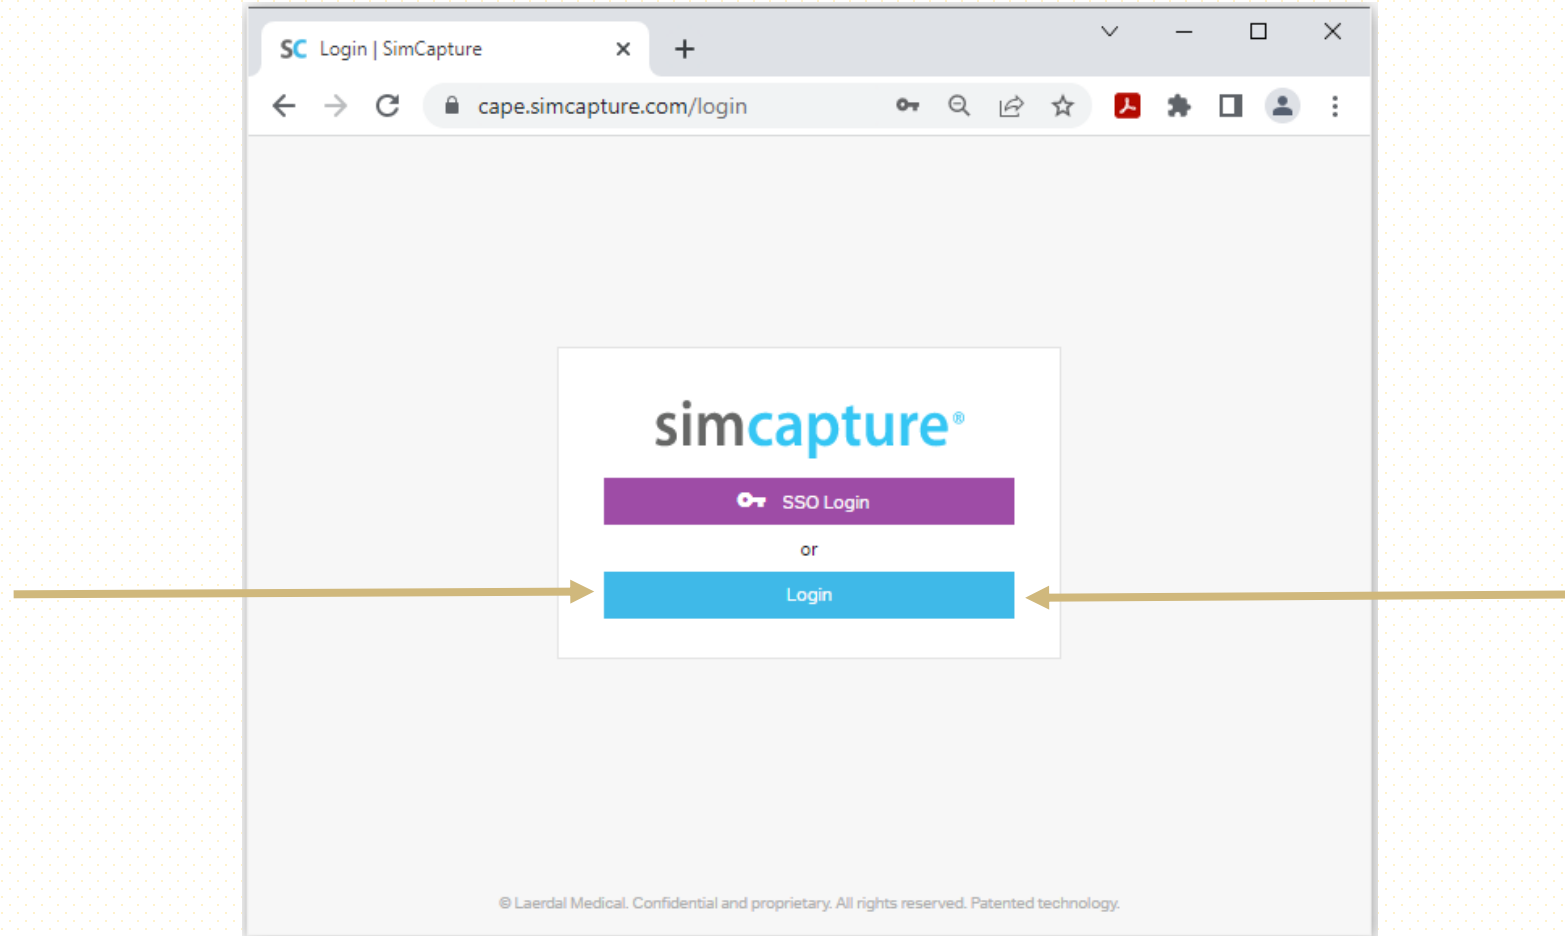 SC Login | SimCapture
cape.simcapture.com/login
simcapture®
SSO Login
or
Login
© Laerdal Medical. Confidential and proprietary. All rights reserved. Patented technology.